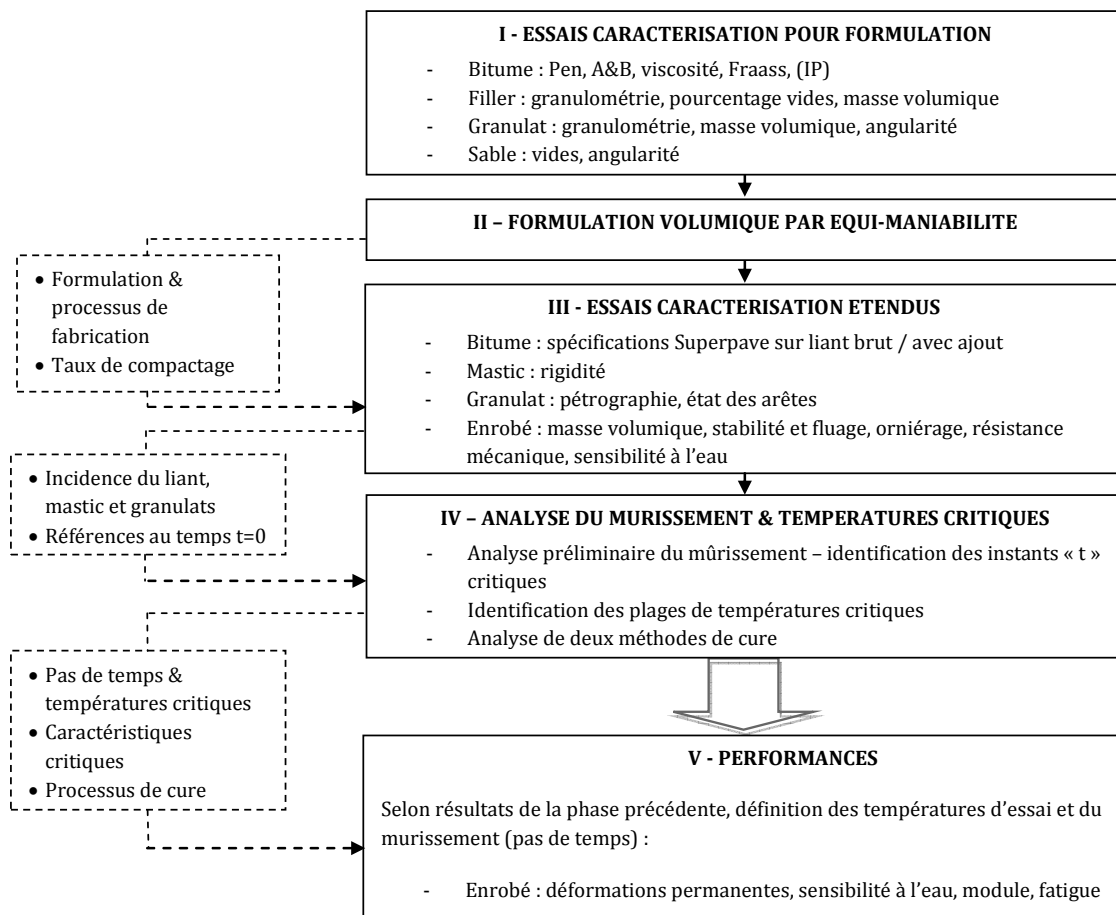 I - ESSAIS CARACTERISATION POUR FORMULATION
- Bitume : Pen, A&B, viscosité, Fraass, (IP)
- Filler : granulométrie, pourcentage vides, masse volumique
- Granulat : granulométrie, masse volumique, angularité
- Sable : vides, angularité
II – FORMULATION VOLUMIQUE PAR EQUI-MANIABILITE
• Formulation &
processus de
fabrication
• Taux de compactage
III - ESSAIS CARACTERISATION ETENDUS
- Bitume : spécifications Superpave sur liant brut / avec ajout
- Mastic : rigidité
- Granulat : pétrographie, état des arêtes
- Enrobé : masse volumique, stabilité et fluage, orniérage, résistance
mécanique, sensibilité à l’eau
• Incidence du liant,
mastic et granulats
• Références au temps t=0
IV – ANALYSE DU MURISSEMENT & TEMPERATURES CRITIQUES
- Analyse préliminaire du mûrissement – identification des instants « t »
critiques
- Identification des plages de températures critiques
- Analyse de deux méthodes de cure
• Pas de temps &
températures critiques
• Caractéristiques
critiques
• Processus de cure
V - PERFORMANCES
Selon résultats de la phase précédente, définition des températures d’essai et du
murissement (pas de temps) :
- Enrobé : déformations permanentes, sensibilité à l’eau, module, fatigue